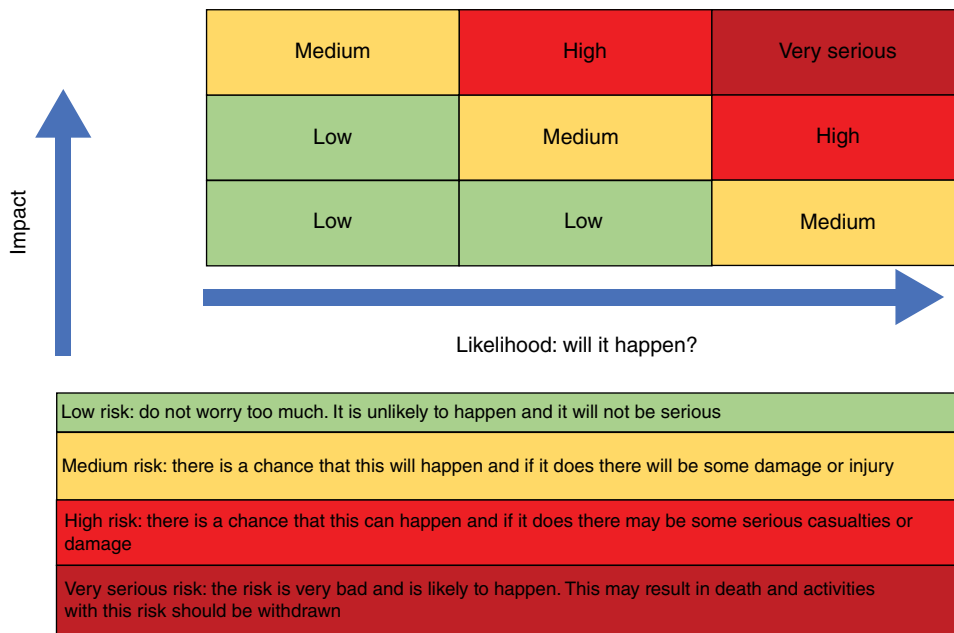 Medium
High
Very serious
Low
Medium
High
Low
Low
Medium
Impact
Likelihood: will it happen?
Low risk: do not worry too much. It is unlikely to happen and it will not be serious
Medium risk: there is a chance that this will happen and if it does there will be some damage or injury
High risk: there is a chance that this can happen and if it does there may be some serious casualties or
damage
Very serious risk: the risk is very bad and is likely to happen. This may result in death and activities
with this risk should be withdrawn